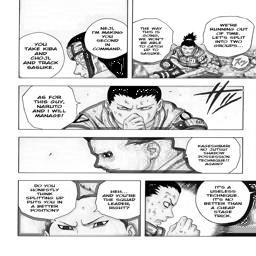 WE'RE
RUNNING
OUT OF
TIME,
LET'S SPLIT
INTO TWO
GROUPS...
THE WAY
THIS IS
GOING,
WE WON'T
BE ABLE
TO CATCH
UP TO
SASUKE.
NEJI,
I'M MAKING
YOU
SECOND
IN
COMMAND.
YOU
TAKE KIBA
AND
CHOJI,
AND TRACK
SASUKE.
AS FOR
THIS GUY,
NARUTO
AND I WILL
MANAGE!
KAGESHIBARI
NO JUTSU!
SHADOW
POSSESSION
TECHNIQUE!!
AGAIN?
IT'S A
USELESS
TECHNIQUE,
IT'S NO
BETTER THAN
A CHEAP
STAGE
TRICK.
HEH...
AND YOU'RE
THE SQUAD
LEADER,
RIGHT?
DO YOU
HONESTLY
THINK
SPLITTING UP
PUTS YOU IN
A BETTER
POSITION?